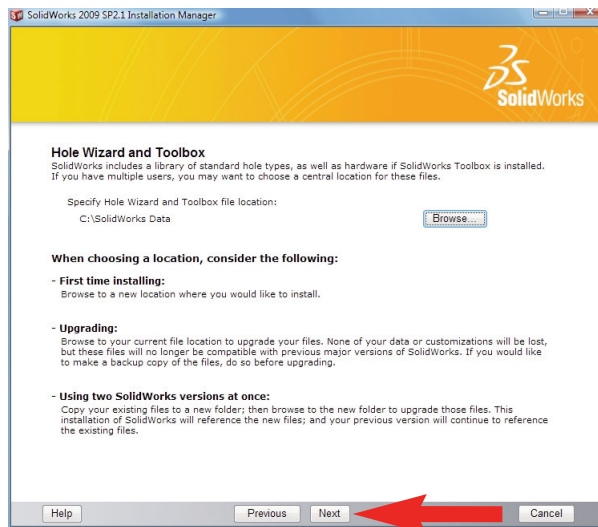 SolidWorks 2009 SP2.1 Installation Manager
SolidWorks
Hole Wizard and Toolbox
SolidWorks includes a library of standard hole types, as well as hardware if SolidWorks Toolbox is installed.
If you have multiple users, you may want to choose a central location for these files.
Specify Hole Wizard and Toolbox file location:
C:\SolidWorks Data
Browse...
When choosing a location, consider the following:
- First time installing:
Browse to a new location where you would like to install.
- Upgrading:
Browse to your current file location to upgrade your files. None of your data or customizations will be lost,
but these files will no longer be compatible with previous major versions of SolidWorks. If you would like
to make a backup copy of the files, do so before upgrading.
- Using two SolidWorks versions at once:
Copy your existing files to a new folder; then browse to the new folder to upgrade those files. This
installation of SolidWorks will reference the new files; and your previous version will continue to reference
the existing files.
Help Previous Next Cancel